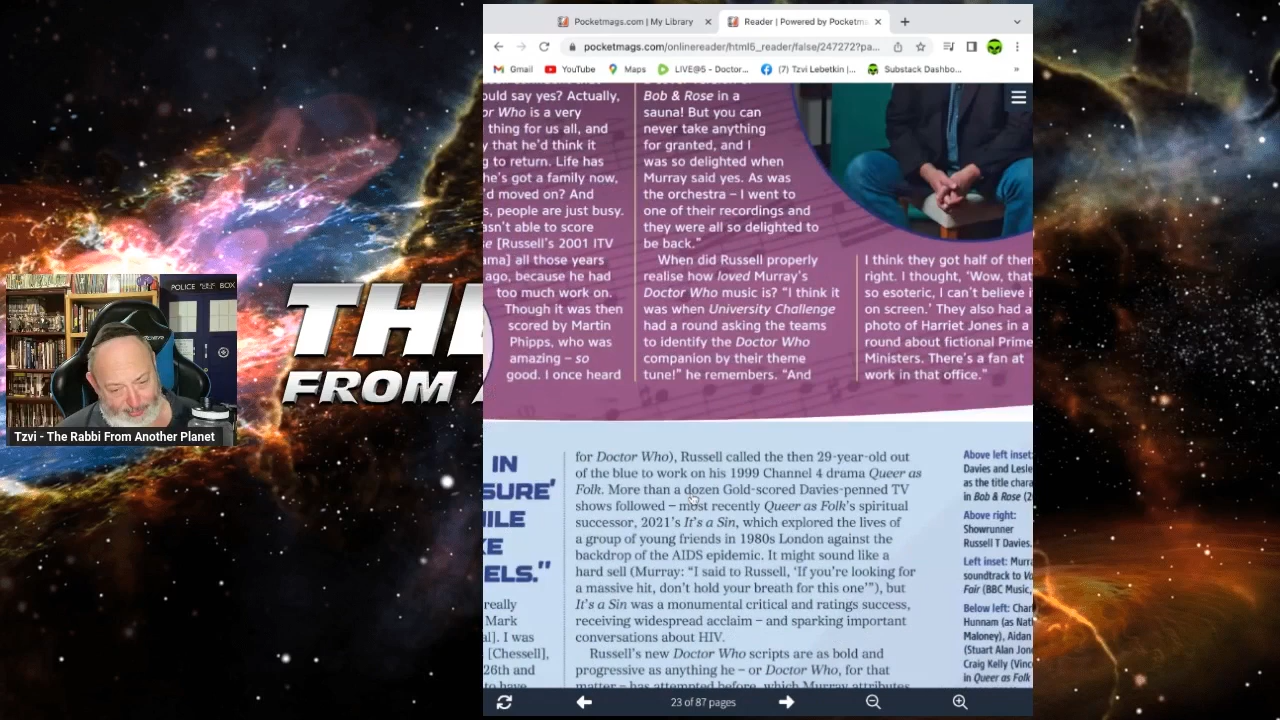 Pocketmags.com | My Library
Reader | Powered by Pocketm
pocketmags.com/onlinereader/html5_reader/false/247272?pa...
Gmail
YouTube
Maps
LIVE@5 - Doctor...
(7) Tzvi Lebetkin |...
Substack Dashbo...
»
ould say yes? Actually,
or Who is a very
thing for us all, and
y that he'd think it
g to return. Life has
he's got a family now,
'd moved on? And
s, people are just busy.
asn't able to score
se [Russell's 2001 ITV
ama] all those years
ago, because he had
too much work on.
Though it was then
scored by Martin
Phipps, who was
amazing – so
good. I once heard
Bob & Rose in a
sauna! But you can
never take anything
for granted, and I
was so delighted when
Murray said yes. As was
the orchestra – I went to
one of their recordings and
they were all so delighted to
be back."
When did Russell properly
realise how loved Murray's
Doctor Who music is? "I think it
was when University Challenge
had a round asking the teams
to identify the Doctor Who
companion by their theme
tune!" he remembers. "And
I think they got half of them
right. I thought, 'Wow, that
so esoteric, I can't believe i
on screen.' They also had a
photo of Harriet Jones in a
round about fictional Prime
Ministers. There's a fan at
work in that office."
POLICE
BOX
THE
FROM A
Tzvi - The Rabbi From Another Planet
IN
SURE'
ILE
KE
ELS."
really
Mark
al]. I was
[Chessell],
26th and
to have
for Doctor Who), Russell called the then 29-year-old out
of the blue to work on his 1999 Channel 4 drama Queer as
Folk. More than a dozen Gold-scored Davies-penned TV
shows followed – most recently Queer as Folk's spiritual
successor, 2021's It's a Sin, which explored the lives of
a group of young friends in 1980s London against the
backdrop of the AIDS epidemic. It might sound like a
hard sell (Murray: "I said to Russell, 'If you're looking for
a massive hit, don't hold your breath for this one'"), but
It's a Sin was a monumental critical and ratings success,
receiving widespread acclaim – and sparking important
conversations about HIV.
Russell's new Doctor Who scripts are as bold and
progressive as anything he – or Doctor Who, for that
matter – has attempted before, which Murray attributes
Above left inset:
Davies and Lesle
as the title chara
in Bob & Rose (2
Above right:
Showrunner
Russell T Davies.
Left inset: Murr
soundtrack to Va
Fair (BBC Music,
Below left: Char
Hunnam (as Nat
Maloney), Aidan
(Stuart Alan Jone
Craig Kelly (Vinc
in Queer as Folk
23 of 87 pages